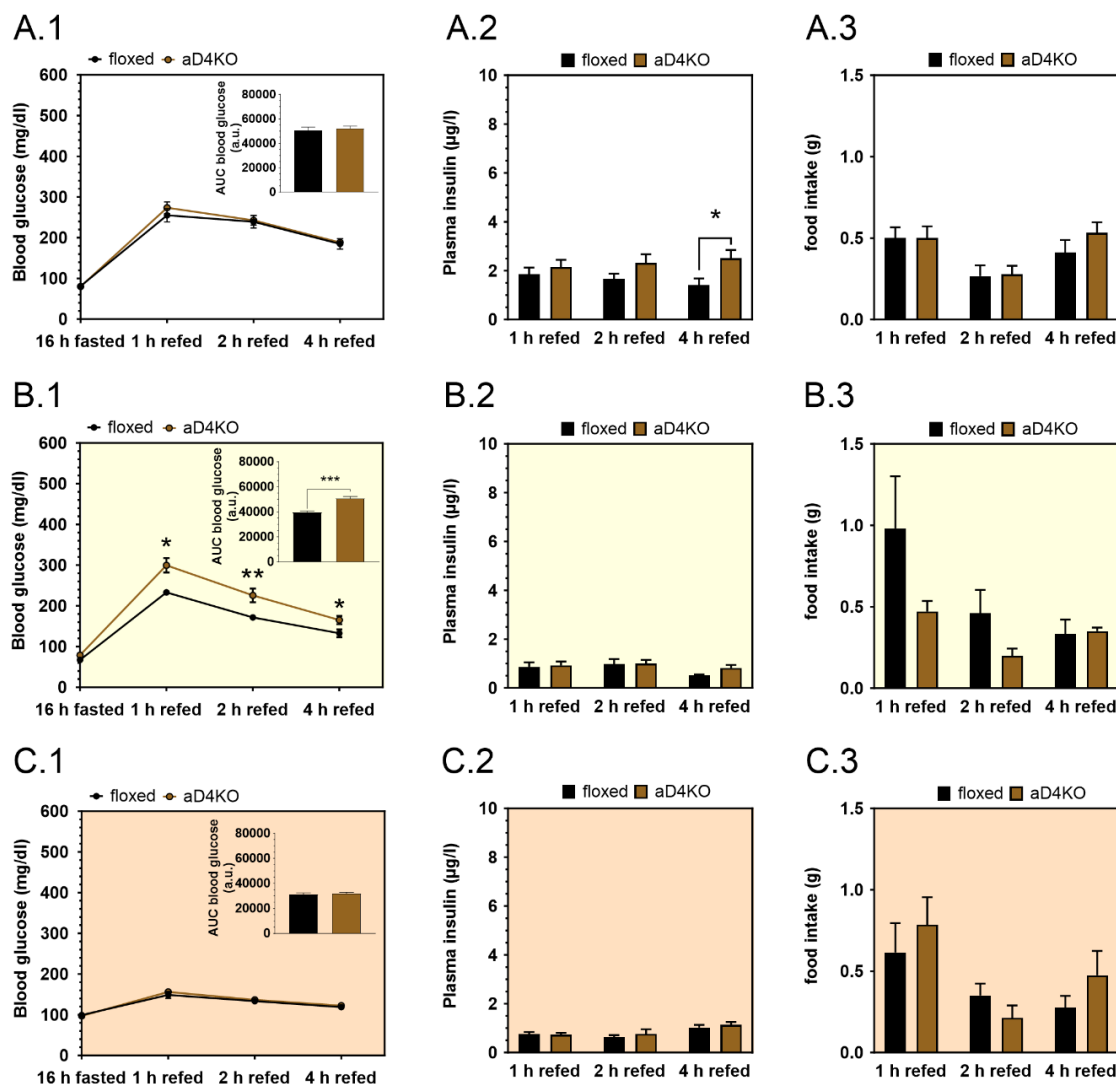 A.1
floxed aD4KO
Blood glucose (mg/dl)
600
500
400
300
200
100
0
16 h fasted 1 h refed 2 h refed 4 h refed
AUC blood glucose
(a.u.)
80000
60000
40000
20000
0
A.2
floxed aD4KO
Plasma insulin (µg/l)
10
8
6
4
2
0
*
1 h refed 2 h refed 4 h refed
A.3
floxed aD4KO
food intake (g)
1.5
1.0
0.5
0.0
1 h refed 2 h refed 4 h refed
B.1
floxed aD4KO
Blood glucose (mg/dl)
600
500
400
300
200
100
0
* ** *
16 h fasted 1 h refed 2 h refed 4 h refed
AUC blood glucose
(a.u.)
80000
60000
40000
20000
0
***
B.2
floxed aD4KO
Plasma insulin (µg/l)
10
8
6
4
2
0
1 h refed 2 h refed 4 h refed
B.3
floxed aD4KO
food intake (g)
1.5
1.0
0.5
0.0
1 h refed 2 h refed 4 h refed
C.1
floxed aD4KO
Blood glucose (mg/dl)
600
500
400
300
200
100
0
16 h fasted 1 h refed 2 h refed 4 h refed
AUC blood glucose
(a.u.)
80000
60000
40000
20000
0
C.2
floxed aD4KO
Plasma insulin (µg/l)
10
8
6
4
2
0
1 h refed 2 h refed 4 h refed
C.3
floxed aD4KO
food intake (g)
1.5
1.0
0.5
0.0
1 h refed 2 h refed 4 h refed